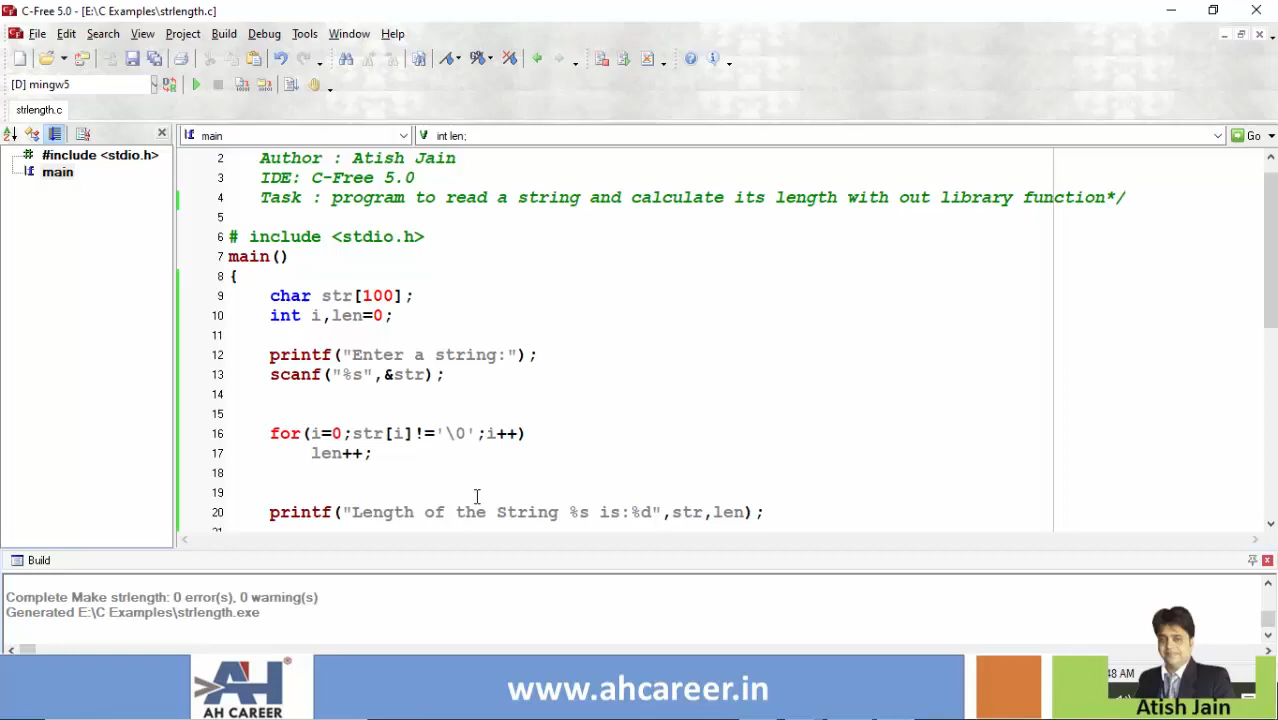 C-Free 5.0 - [E:\C Examples\strlength.c]
File Edit Search View Project Build Debug Tools Window Help
[D] mingw5
strlength.c
main
int len;
Go
#include <stdio.h>
main
2 Author : Atish Jain
3 IDE: C-Free 5.0
4 Task : program to read a string and calculate its length with out library function*/
5
6 # include <stdio.h>
7 main()
8 {
9 char str[100];
10 int i,len=0;
11
12 printf("Enter a string:");
13 scanf("%s",&str);
14
15
16 for(i=0;str[i]!='\0';i++)
17 len++;
18
19
20 printf("Length of the String %s is:%d",str,len);
Build
Complete Make strlength: 0 error(s), 0 warning(s)
Generated E:\C Examples\strlength.exe
48 AM
AH CAREER
www.ahcareer.in
Atish Jain